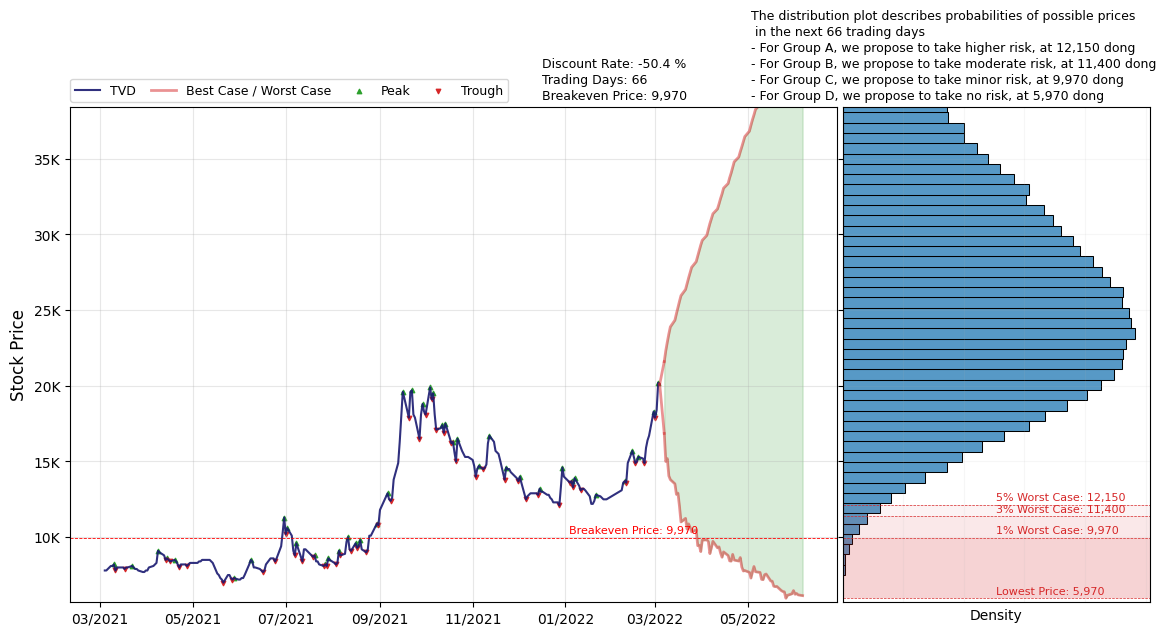 The distribution plot describes probabilities of possible prices
in the next 66 trading days
- For Group A, we propose to take higher risk, at 12,150 dong
- For Group B, we propose to take moderate risk, at 11,400 dong
- For Group C, we propose to take minor risk, at 9,970 dong
- For Group D, we propose to take no risk, at 5,970 dong
Discount Rate: -50.4 %
Trading Days: 66
Breakeven Price: 9,970
TVD
Best Case / Worst Case
Peak
Trough
Stock Price
35K
30K
25K
20K
15K
10K
Breakeven Price: 9,970
5% Worst Case: 12,150
3% Worst Case: 11,400
1% Worst Case: 9,970
Lowest Price: 5,970
03/2021
05/2021
07/2021
09/2021
11/2021
01/2022
03/2022
05/2022
Density